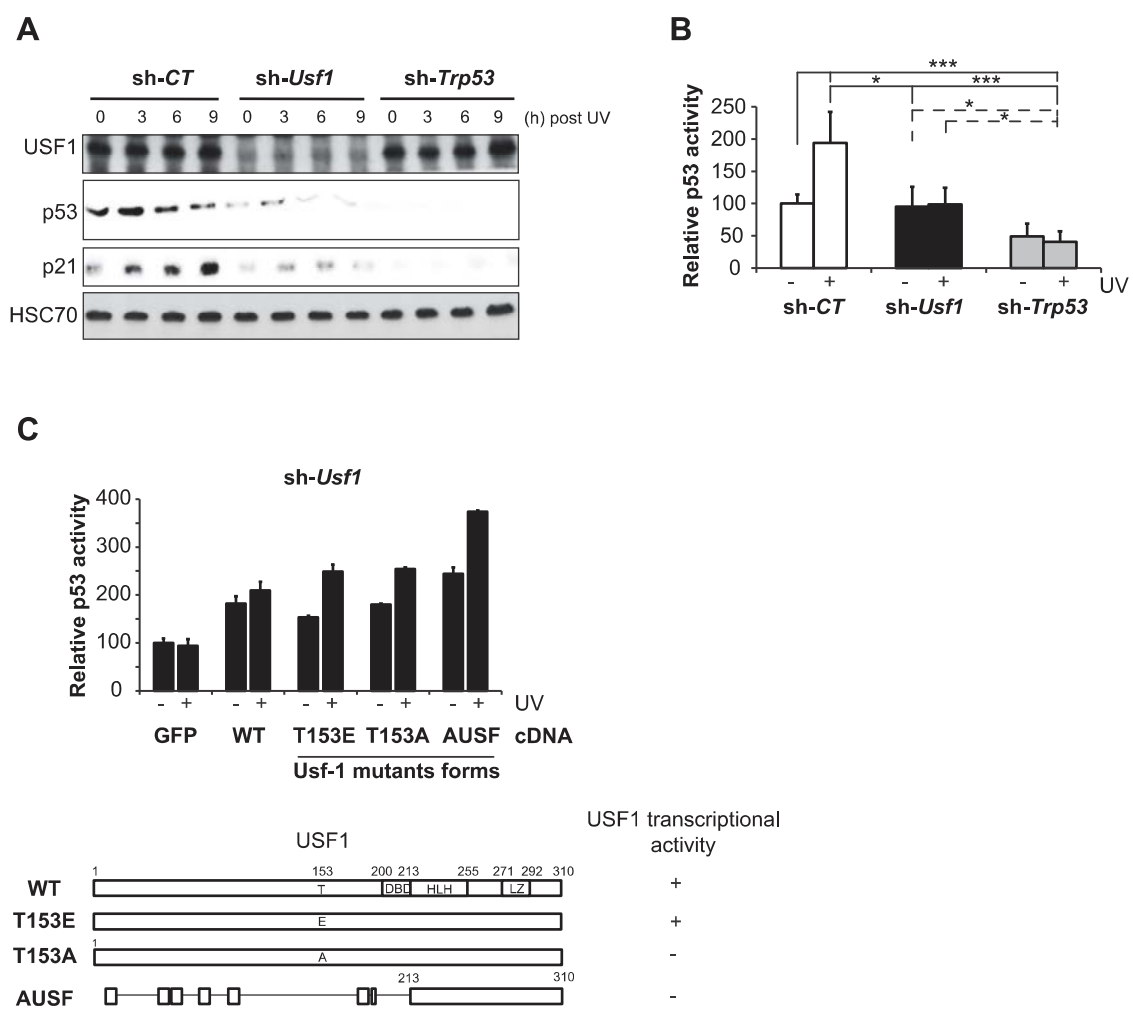 A
sh-CT sh-Usf1 sh-Trp53
0 3 6 9 0 3 6 9 0 3 6 9 (h) post UV
USF1
p53
p21
HSC70
B
*** 
* ***
*
*
Relative p53 activity
250
200
150
100
50
0
- + - + - + UV
sh-CT sh-Usf1 sh-Trp53
C
sh-Usf1
Relative p53 activity
400
300
200
100
0
- + - + - + - + - + UV
GFP WT T153E T153A AUSF cDNA
Usf-1 mutants forms
USF1 USF1 transcriptional
activity
1 153 200 213 255 271 292 310
WT T DBD HLH LZ +
T153E E +
1
T153A A -
213 310
AUSF -